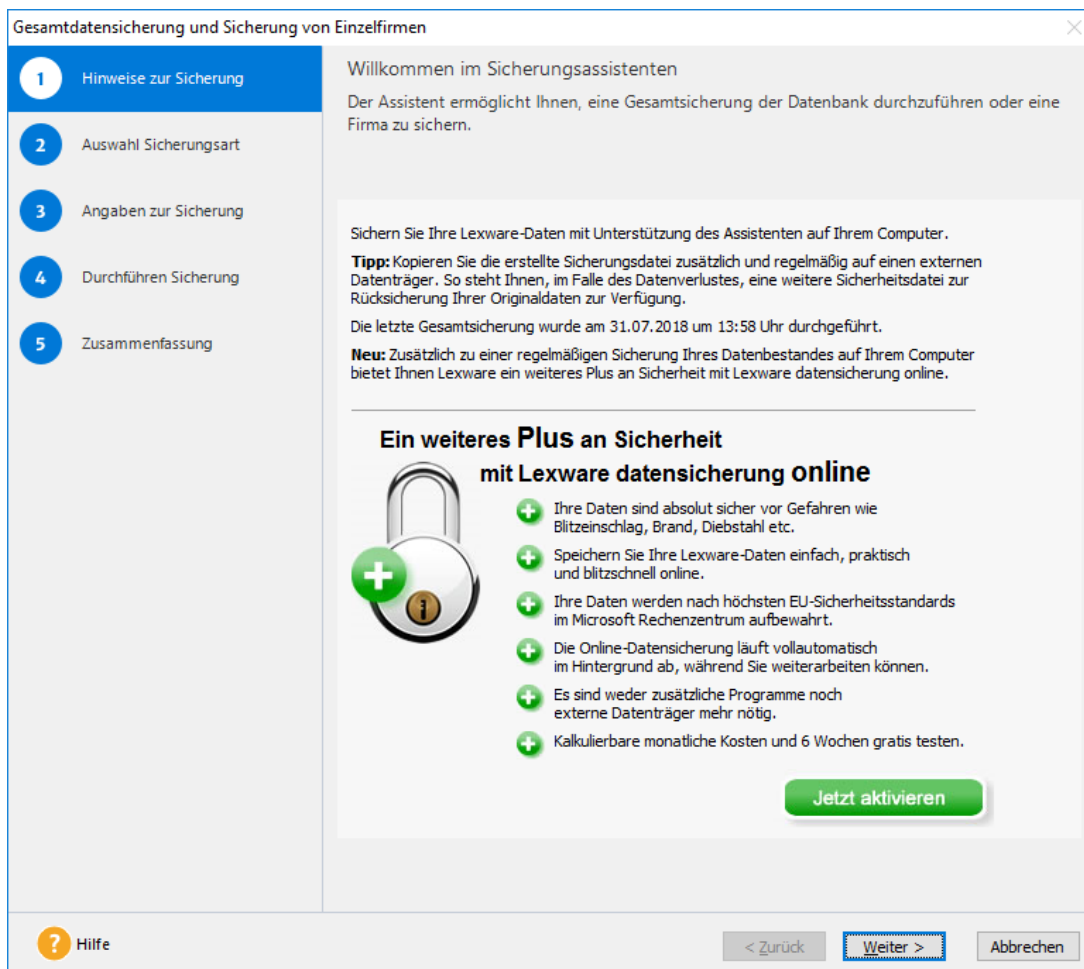 Gesamtdatensicherung und Sicherung von Einzelfirmen
1 Hinweise zur Sicherung
2 Auswahl Sicherungsart
3 Angaben zur Sicherung
4 Durchführen Sicherung
5 Zusammenfassung
Willkommen im Sicherungsassistenten
Der Assistent ermöglicht Ihnen, eine Gesamtsicherung der Datenbank durchzuführen oder eine
Firma zu sichern.
Sichern Sie Ihre Lexware-Daten mit Unterstützung des Assistenten auf Ihrem Computer.
Tipp: Kopieren Sie die erstellte Sicherungsdatei zusätzlich und regelmäßig auf einen externen
Datenträger. So steht Ihnen, im Falle des Datenverlustes, eine weitere Sicherheitsdatei zur
Rücksicherung Ihrer Originaldaten zur Verfügung.
Die letzte Gesamtsicherung wurde am 31.07.2018 um 13:58 Uhr durchgeführt.
Neu: Zusätzlich zu einer regelmäßigen Sicherung Ihres Datenbestandes auf Ihrem Computer
bietet Ihnen Lexware ein weiteres Plus an Sicherheit mit Lexware datensicherung online.
Ein weiteres Plus an Sicherheit
mit Lexware datensicherung online
Ihre Daten sind absolut sicher vor Gefahren wie
Blitzeinschlag, Brand, Diebstahl etc.
Speichern Sie Ihre Lexware-Daten einfach, praktisch
und blitzschnell online.
Ihre Daten werden nach höchsten EU-Sicherheitsstandards
im Microsoft Rechenzentrum aufbewahrt.
Die Online-Datensicherung läuft vollautomatisch
im Hintergrund ab, während Sie weiterarbeiten können.
Es sind weder zusätzliche Programme noch
externe Datenträger mehr nötig.
Kalkulierbare monatliche Kosten und 6 Wochen gratis testen.
Jetzt aktivieren
? Hilfe
< Zurück
Weiter >
Abbrechen